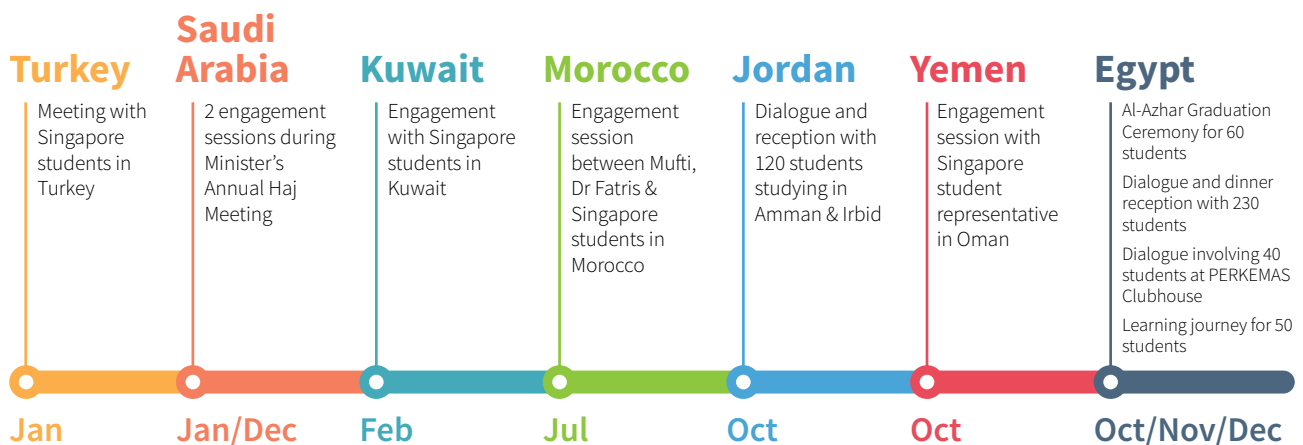 Turkey
Meeting with
Singapore
students in
Turkey
Jan
Saudi
Arabia
2 engagement
sessions during
Minister’s
Annual Haj
Meeting
Jan/Dec
Kuwait
Engagement
with Singapore
students in
Kuwait
Feb
Morocco
Engagement
session
between Mufti,
Dr Fatris &
Singapore
students in
Morocco
Jul
Jordan
Dialogue and
reception with
120 students
studying in
Amman & Irbid
Oct
Yemen
Engagement
session with
Singapore
student
representative
in Oman
Oct
Egypt
Al-Azhar Graduation
Ceremony for 60
students
Dialogue and dinner
reception with 230
students
Dialogue involving 40
students at PERKEMAS
Clubhouse
Learning journey for 50
students
Oct/Nov/Dec